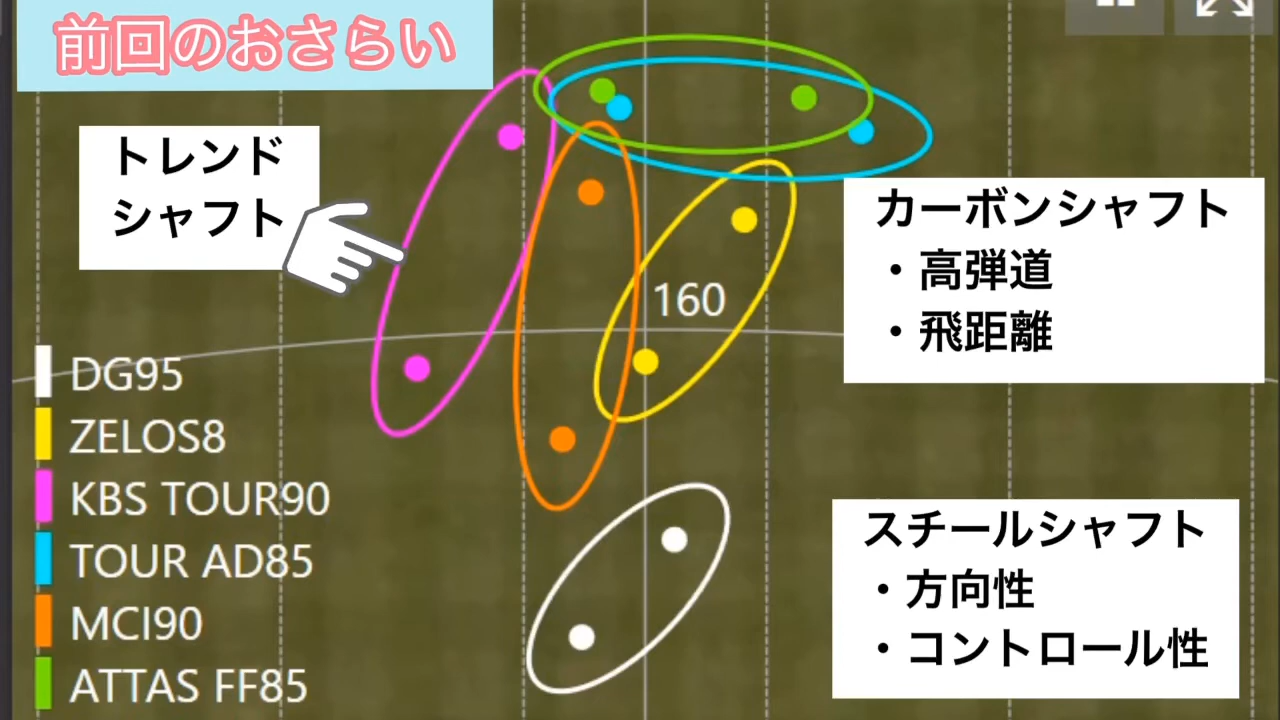 前回のおさらい
トレンド
シャフト
カーボンシャフト
・高弾道
・飛距離
160
DG95
ZELOS8
KBS TOUR90
TOUR AD85
MCI90
ATTAS FF85
スチールシャフト
・方向性
・コントロール性